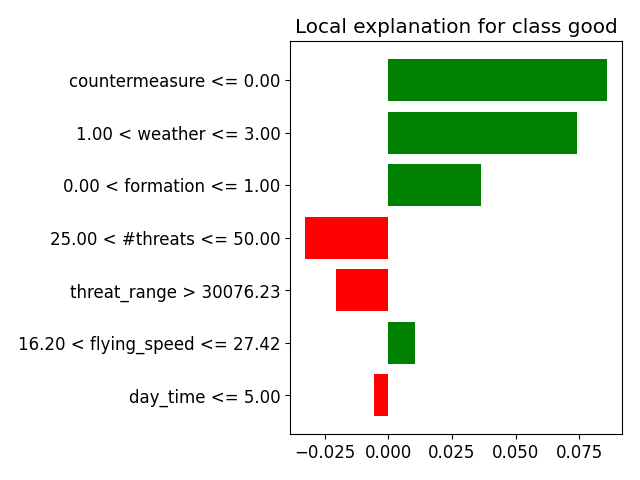 Local explanation for class good
countermeasure <= 0.00
1.00 < weather <= 3.00
0.00 < formation <= 1.00
25.00 < #threats <= 50.00
threat_range > 30076.23
16.20 < flying_speed <= 27.42
day_time <= 5.00
−0.025 0.000 0.025 0.050 0.075